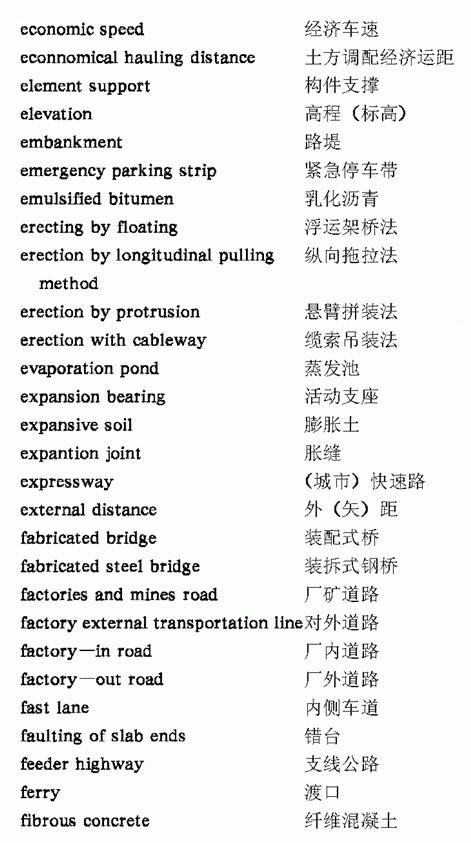 economic speed 经济车速
econnomical hauling distance 土方调配经济运距
element support 构件支撑
elevation 高程（标高）
embankment 路堤
emergency parking strip 紧急停车带
emulsified bitumen 乳化沥青
erecting by floating 浮运架桥法
erection by longitudinal pulling 纵向拖拉法
method
erection by protrusion 悬臂拼装法
erection with cableway 缆索吊装法
evaporation pond 蒸发池
expansion bearing 活动支座
expansive soil 膨胀土
expantion joint 胀缝
expressway （城市）快速路
external distance 外（矢）距
fabricated bridge 装配式桥
fabricated steel bridge 装拆式钢桥
factories and mines road 厂矿道路
factory external transportation line 对外道路
factory—in road 厂内道路
factory—out road 厂外道路
fast lane 内侧车道
faulting of slab ends 错台
feeder highway 支线公路
ferry 渡口
fibrous concrete 纤维混凝土